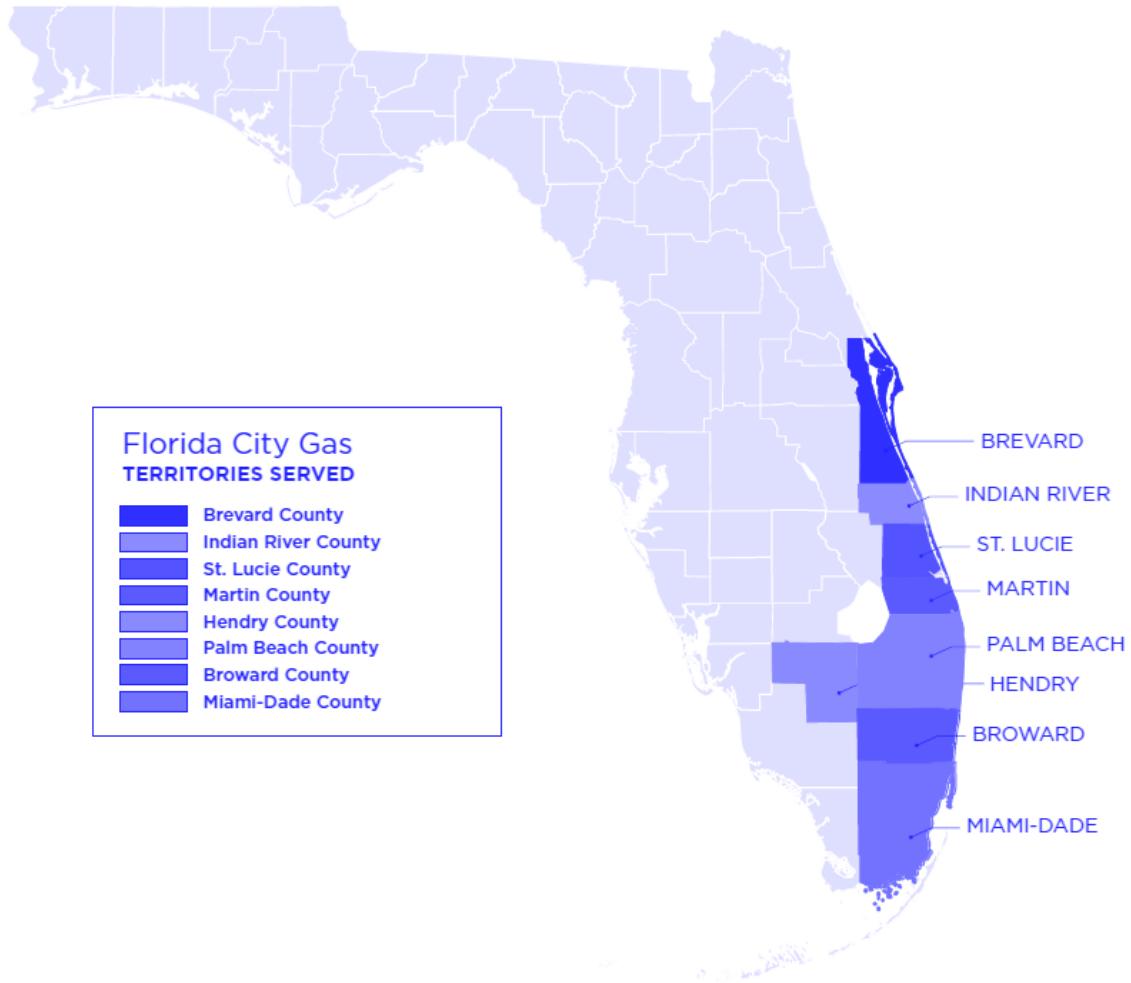 Florida City Gas
TERRITORIES SERVED
Brevard County
Indian River County
St. Lucie County
Martin County
Hendry County
Palm Beach County
Broward County
Miami-Dade County
BREVARD
INDIAN RIVER
ST. LUCIE
MARTIN
PALM BEACH
HENDRY
BROWARD
MIAMI-DADE